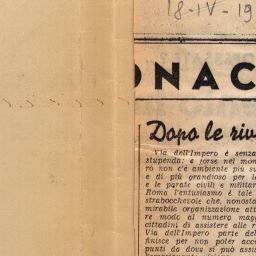 18-IV-19
ONAC
Dopo le riv
Via dell'Impero è senza
stupenda: e forse nel mon
ro non c'è ambiente più su
e di più grandioso per le
e le parate civili e militar
Roma l'entusiasmo è tale
straboccchevole che, nonosta
mirabile organizzazione att
re modo al numero magg
cittadini di assistere alle r
Via dell'Impero parte del
finisce per non poter acce
punti da dove si può assis